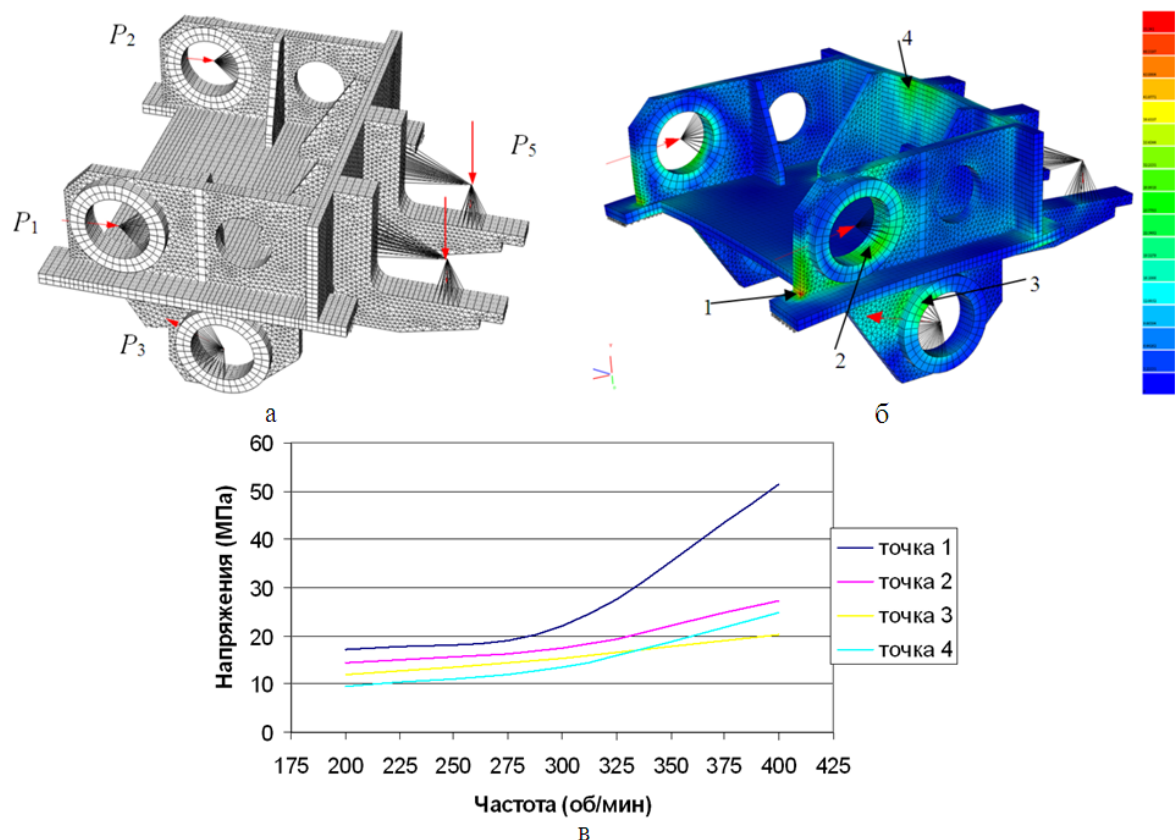 P2
P5
P1
P3
4
1
2
3
а
б
60
50
40
30
20
10
0
Напряжения (МПа)
175 200 225 250 275 300 325 350 375 400 425
Частота (об/мин)
точка 1
точка 2
точка 3
точка 4
в